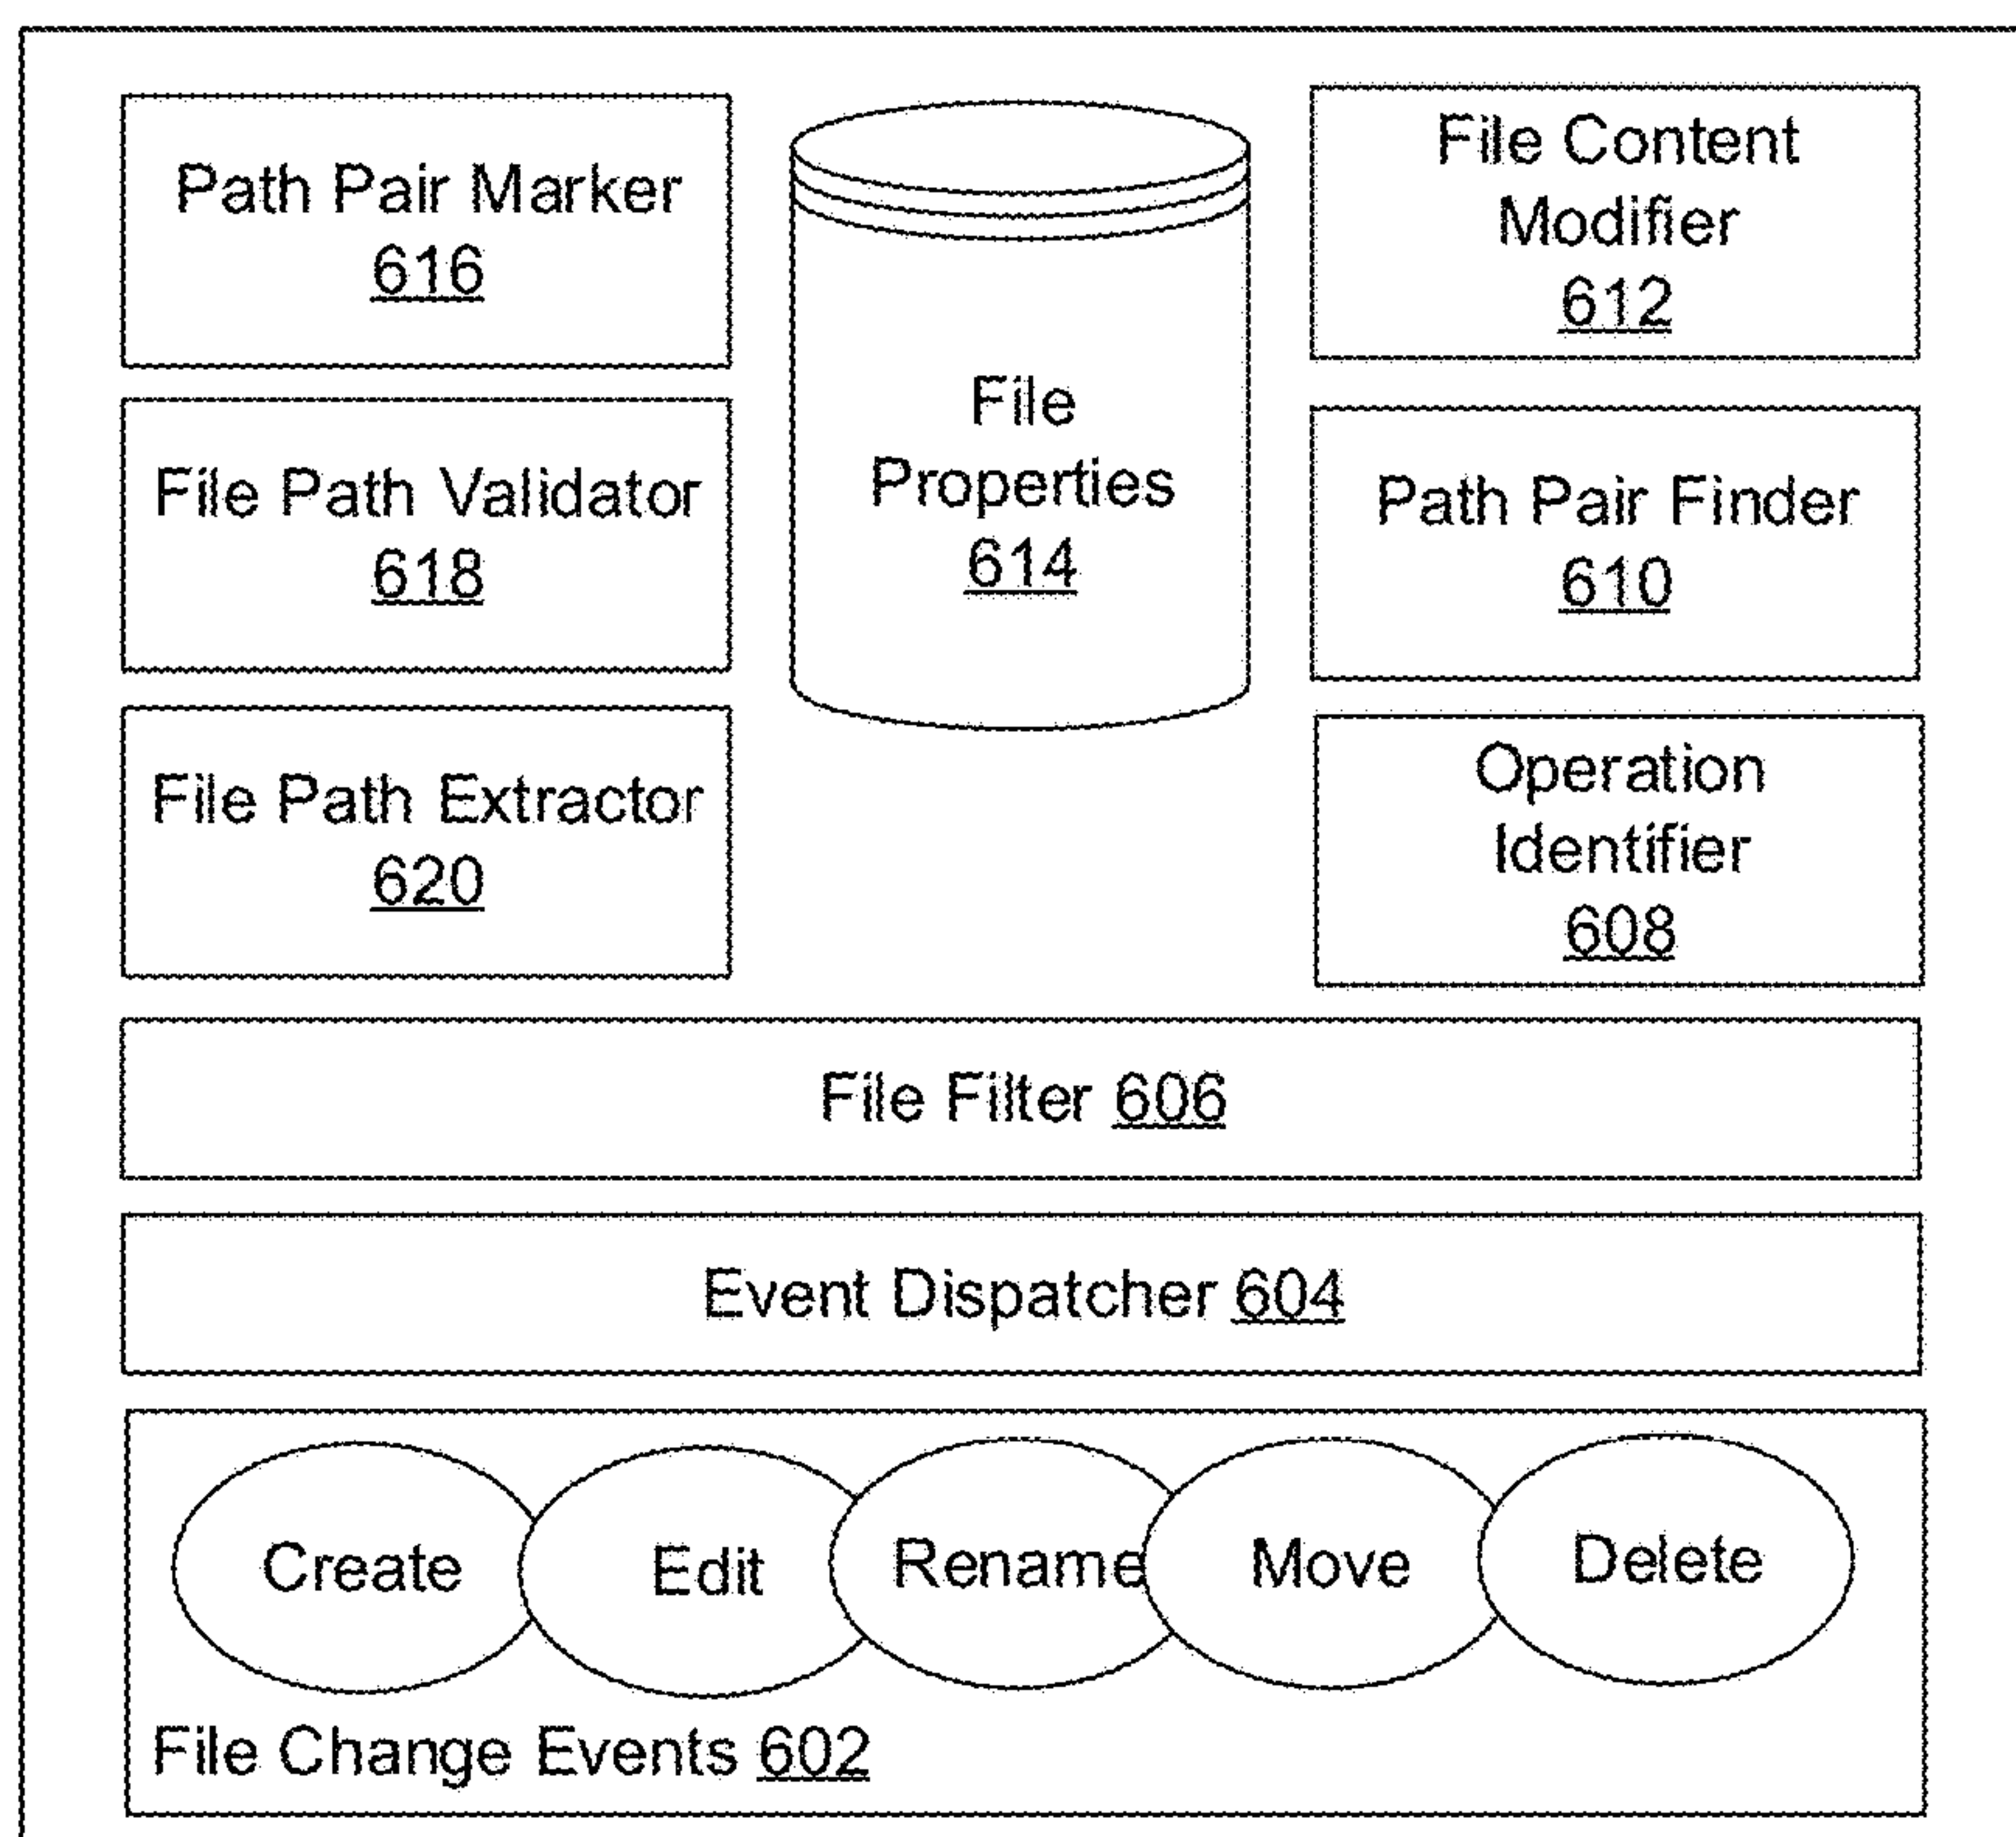 Path Pair Marker
616
File Path Validator
618
File Path Extractor
620
File
Properties
614
File Content
Modifier
612
Path Pair Finder
610
Operation
Identifier
608
File Filter 606
Event Dispatcher 604
Create
Edit
Rename
Move
Delete
File Change Events 602